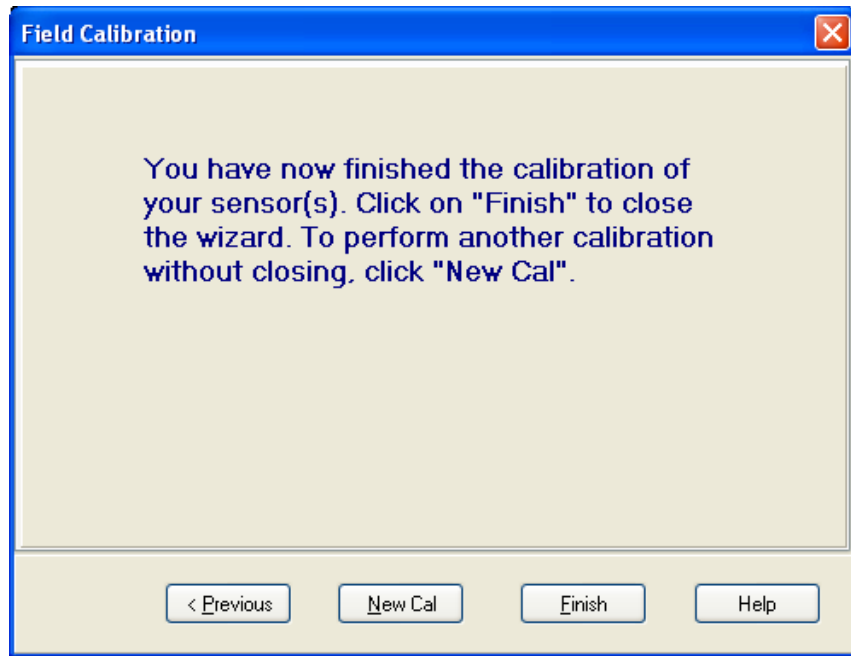 Field Calibration
You have now finished the calibration of
your sensor(s). Click on "Finish" to close
the wizard. To perform another calibration
without closing, click "New Cal".
< Previous New Cal Finish Help